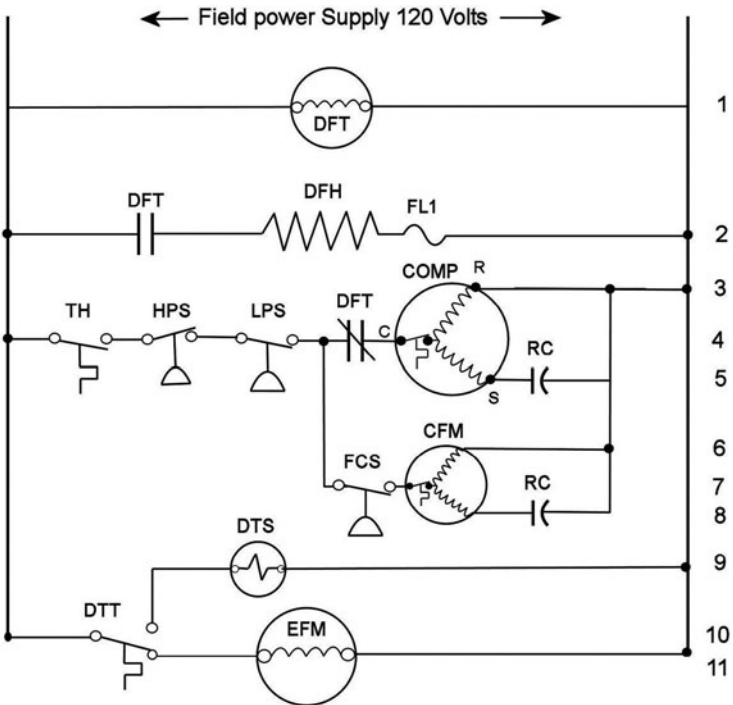 Field power Supply 120 Volts
DFT
1
DFT
DFH
FL1
2
COMP
R
3
TH
HPS
LPS
DFT
C
4
RC
5
S
CFM
6
FCS
RC
7
8
DTS
9
DTT
EFM
10
11